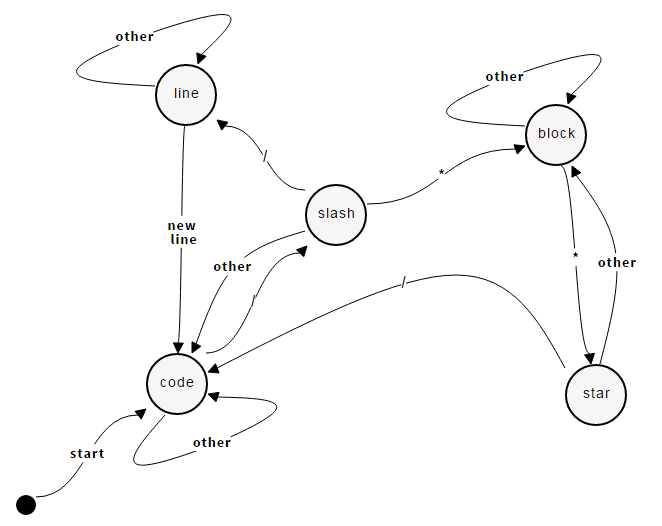 other
line
other
block
/
*
slash
new
line
other
/
*
other
/
code
star
other
start